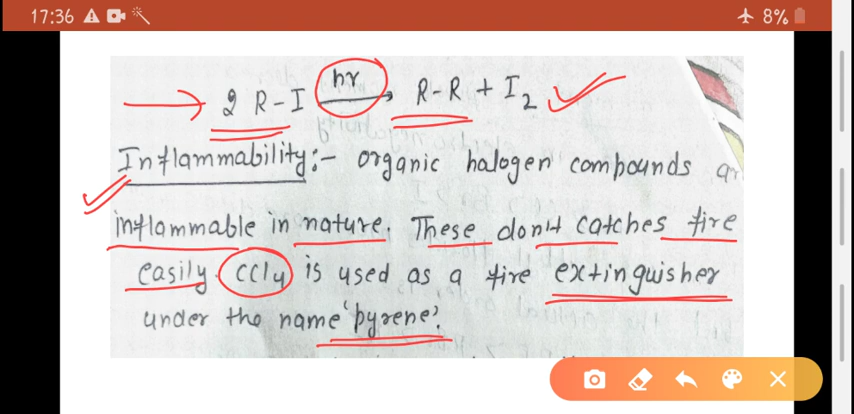 17:36 8%
2 R-I hν R-R + I2
Inflammability:- organic halogen compounds ar
inflammable in nature. These don't catches fire
easily. CCl4 is used as a fire extinguisher
under the name 'pyrene'.